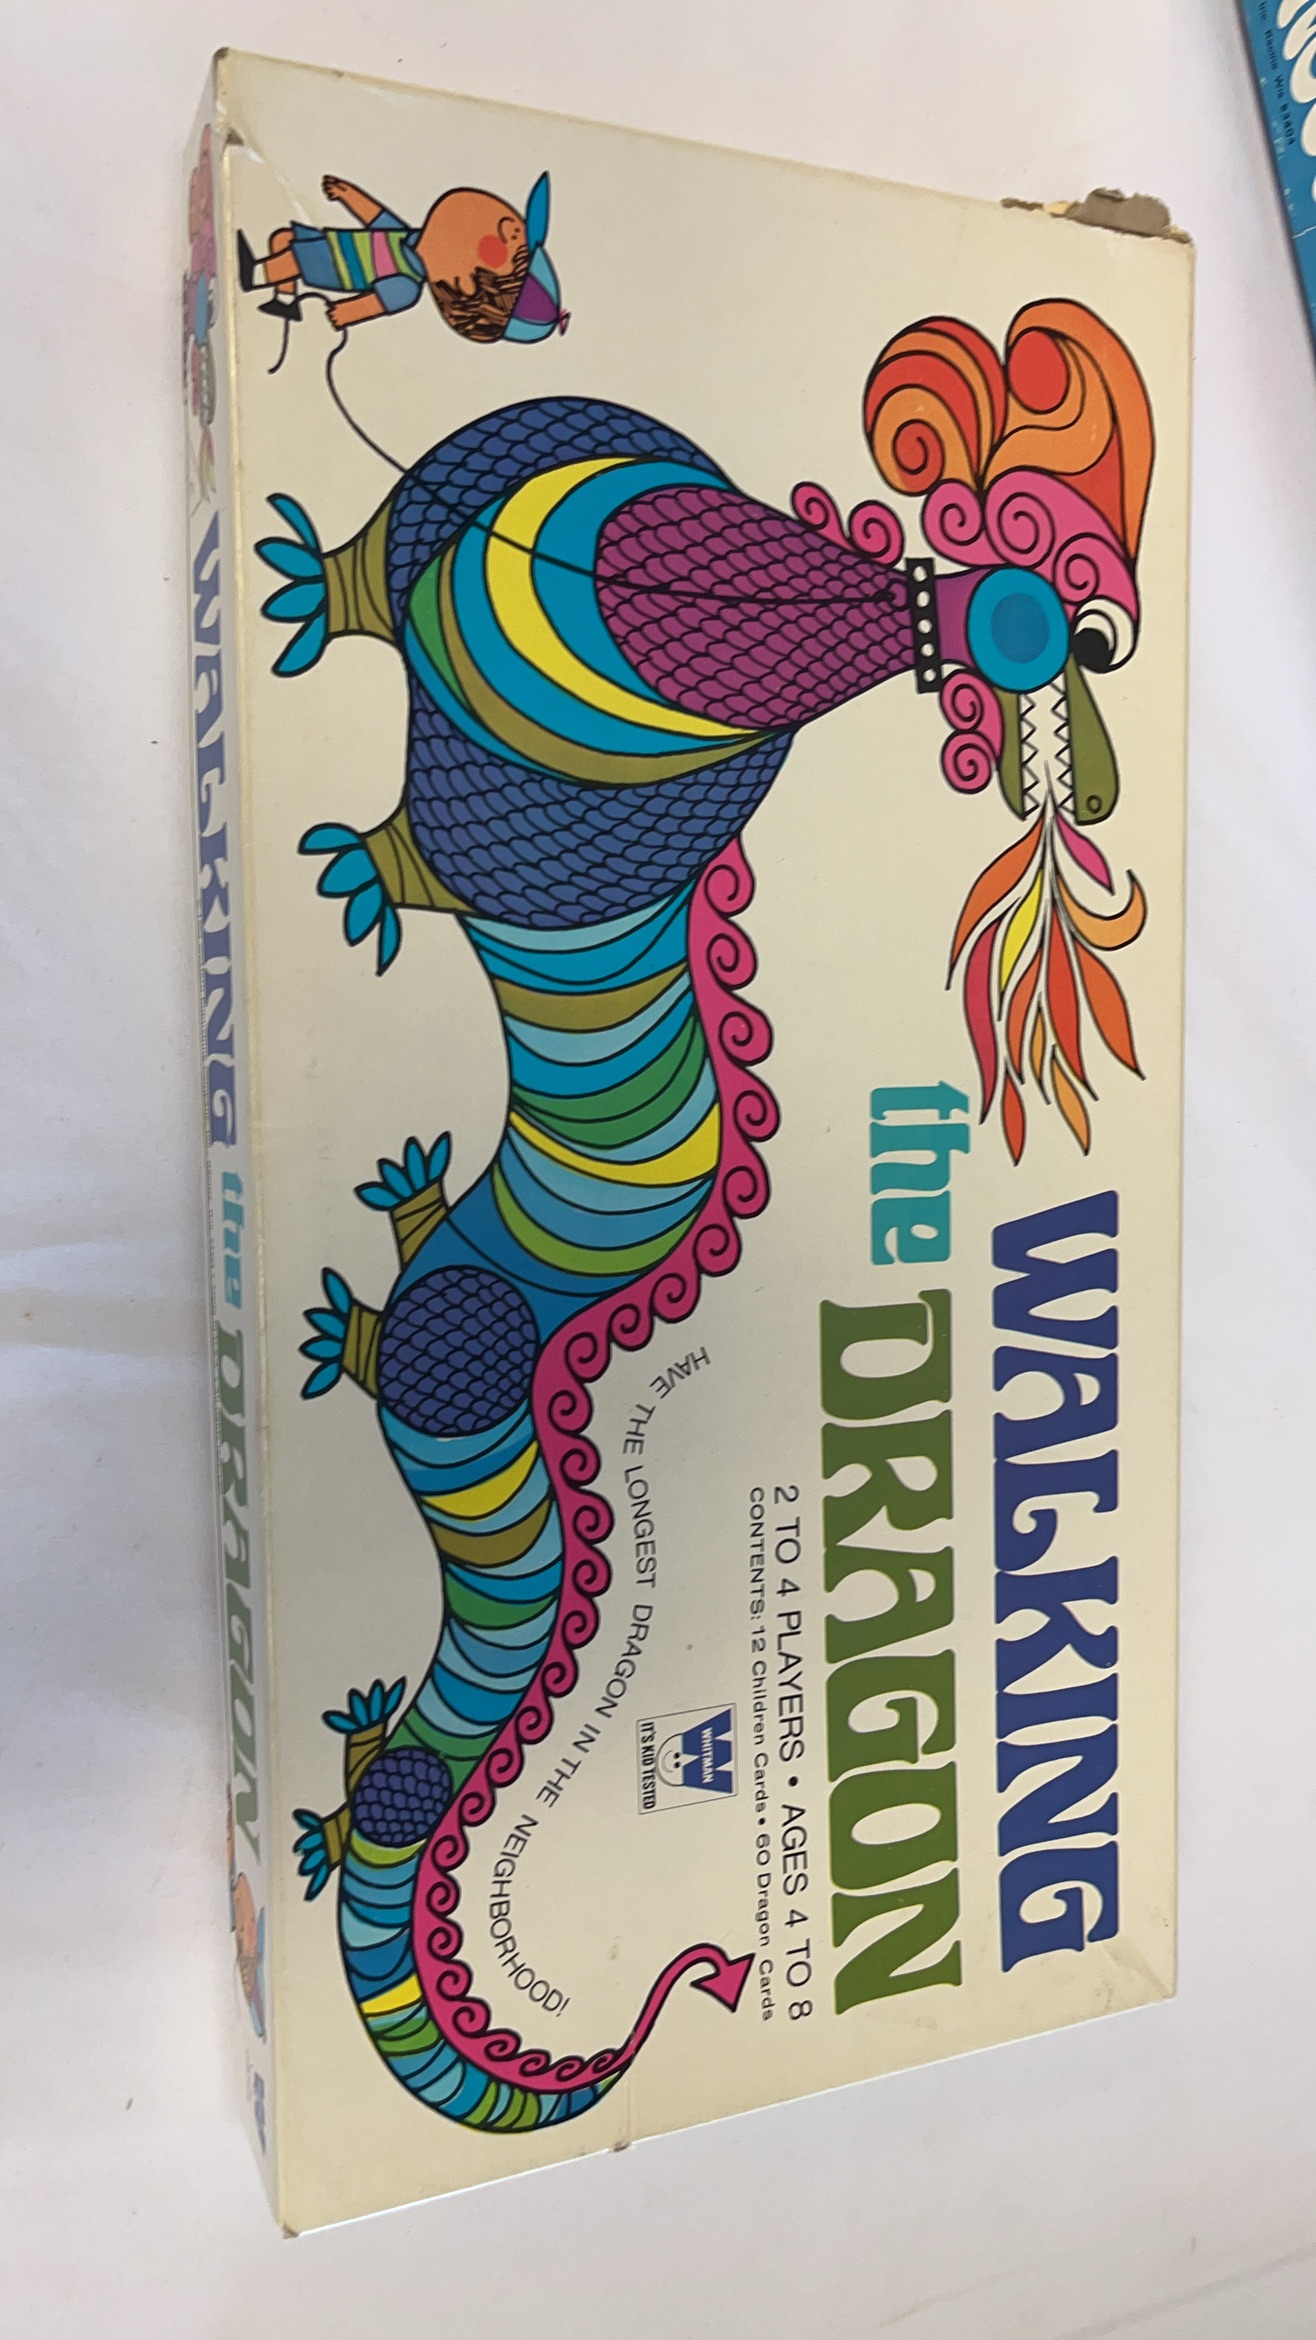 WALKING
the DRAGON
2 TO 4 PLAYERS • AGES 4 TO 8
CONTENTS: 12 Children Cards • 60 Dragon Cards
WHITMAN
IT'S KID TESTED
HAVE THE LONGEST DRAGON IN THE NEIGHBORHOOD!
WALKING the DRAGON